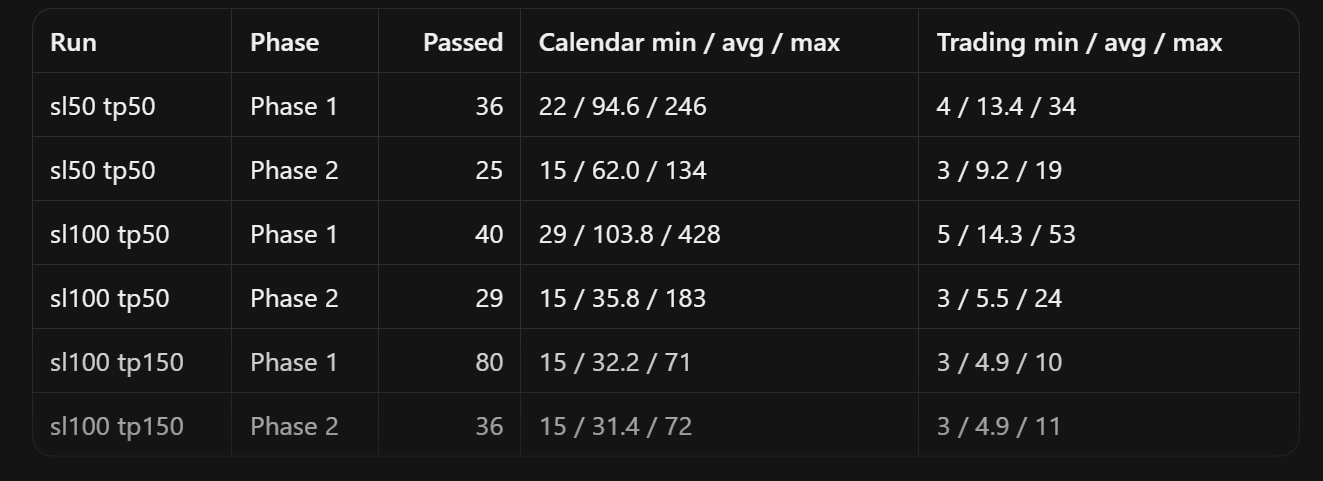 Run Phase Passed Calendar min / avg / max Trading min / avg / max
sl50 tp50 Phase 1 36 22 / 94.6 / 246 4 / 13.4 / 34
sl50 tp50 Phase 2 25 15 / 62.0 / 134 3 / 9.2 / 19
sl100 tp50 Phase 1 40 29 / 103.8 / 428 5 / 14.3 / 53
sl100 tp50 Phase 2 29 15 / 35.8 / 183 3 / 5.5 / 24
sl100 tp150 Phase 1 80 15 / 32.2 / 71 3 / 4.9 / 10
sl100 tp150 Phase 2 36 15 / 31.4 / 72 3 / 4.9 / 11